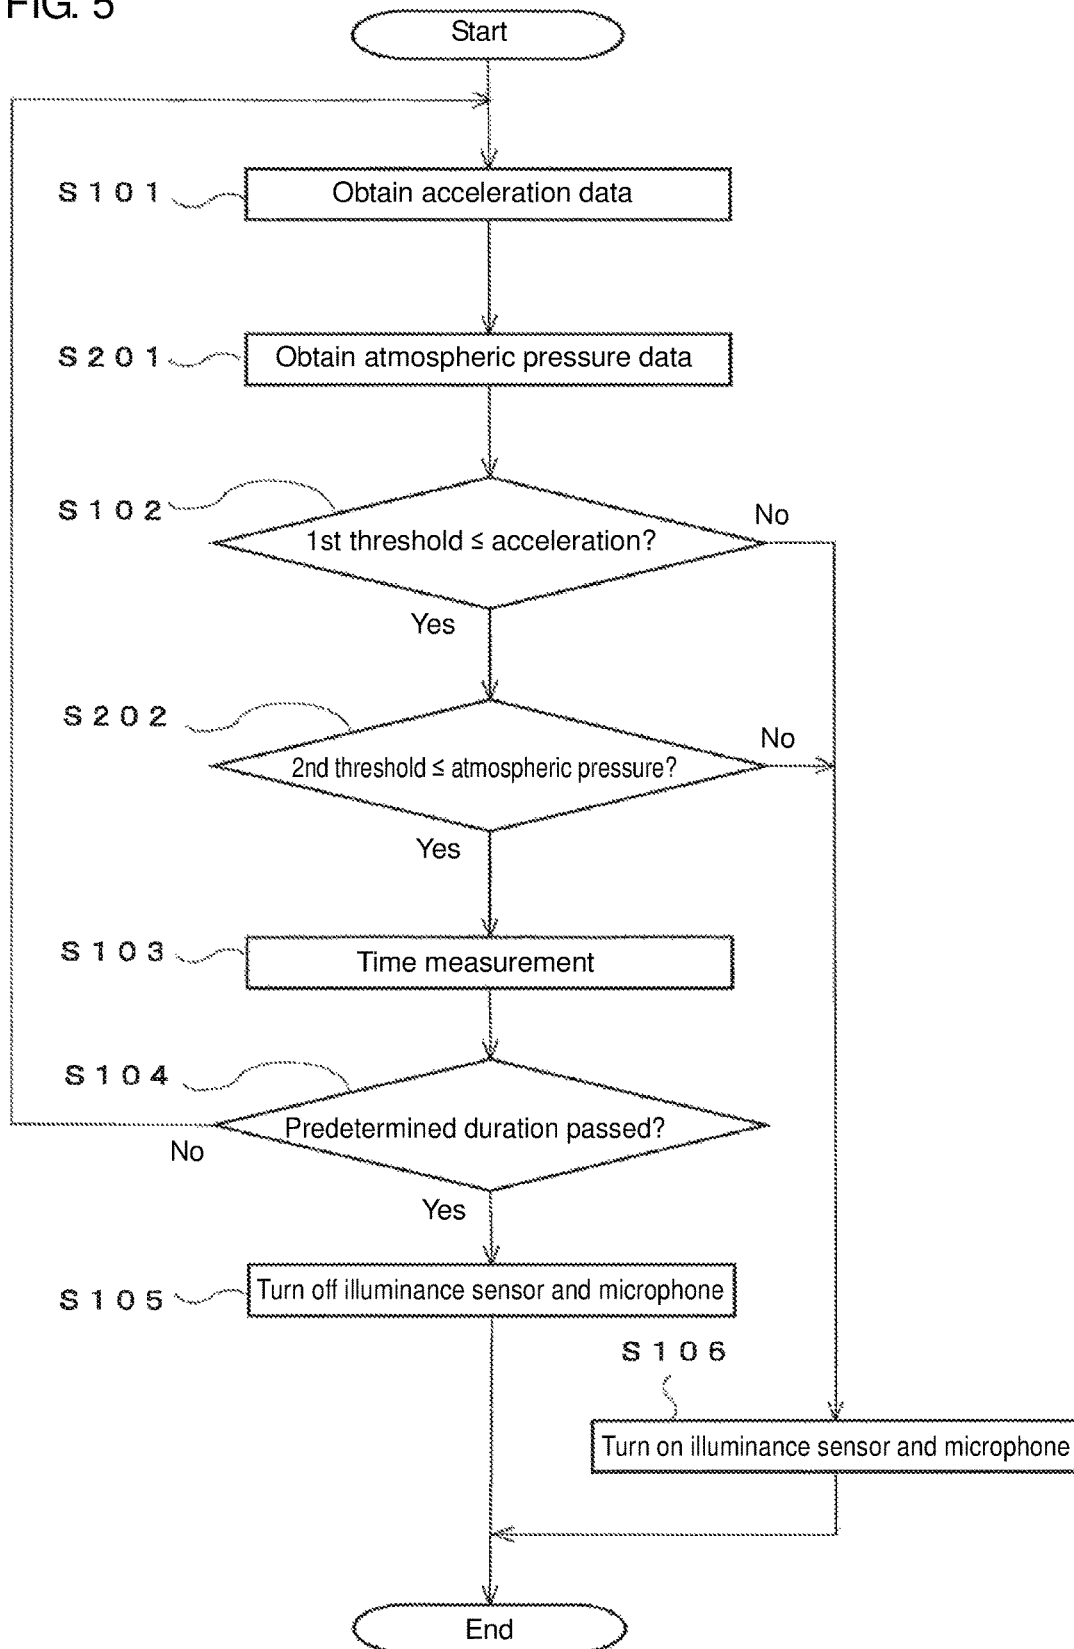 FIG. 5
Start
S101
Obtain acceleration data
S201
Obtain atmospheric pressure data
S102
1st threshold ≤ acceleration?
No
Yes
S202
2nd threshold ≤ atmospheric pressure?
No
Yes
S103
Time measurement
S104
Predetermined duration passed?
No
Yes
S105
Turn off illuminance sensor and microphone
S106
Turn on illuminance sensor and microphone
End